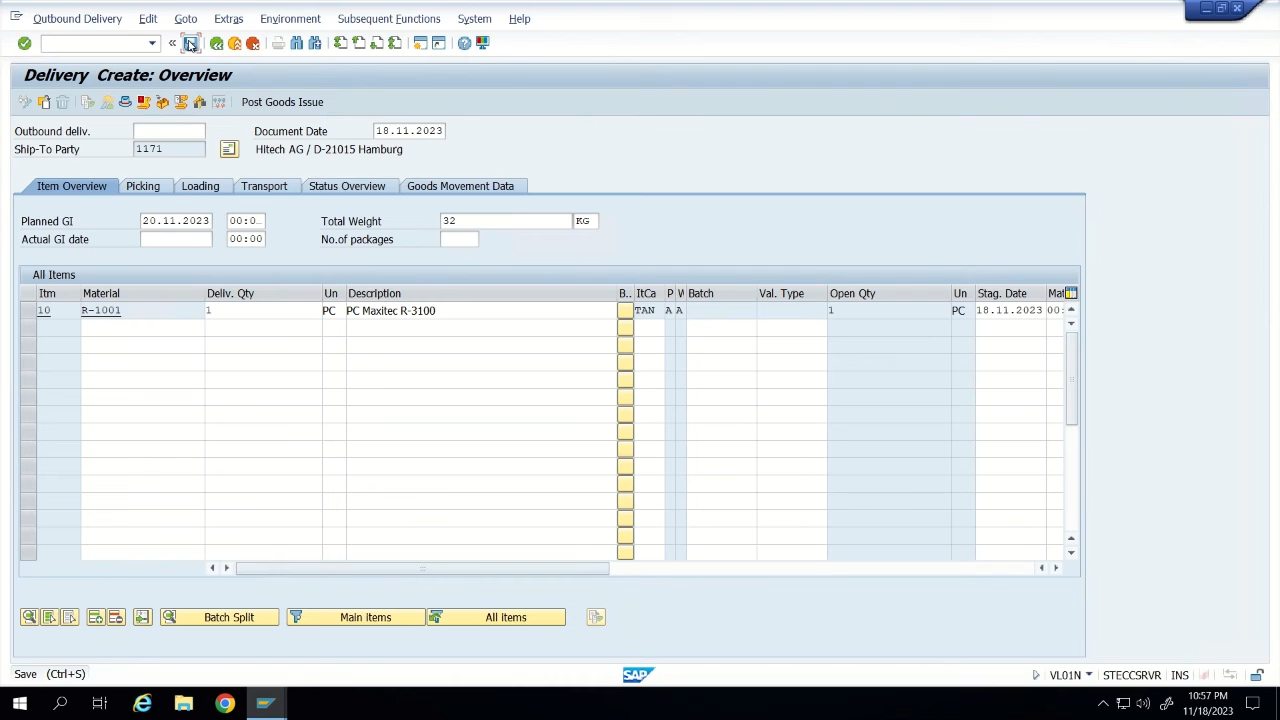 Outbound Delivery Edit Goto Extras Environment Subsequent Functions System Help
Delivery Create: Overview
Post Goods Issue
Outbound deliv. Document Date 18.11.2023
Ship-To Party 1171 Hitech AG / D-21015 Hamburg
Item Overview Picking Loading Transport Status Overview Goods Movement Data
Planned GI 20.11.2023 00:0.. Total Weight 32 KG
Actual GI date 00:00 No.of packages
All Items
Itm Material Deliv. Qty Un Description B.. ItCa P W Batch Val. Type Open Qty Un Stag. Date Mat
10 R-1001 1 PC PC Maxitec R-3100 TAN A A 1 PC 18.11.2023 00:
Batch Split Main items All items
Save (Ctrl+S) SAP VL01N STECCSRVR INS
10:57 PM
11/18/2023